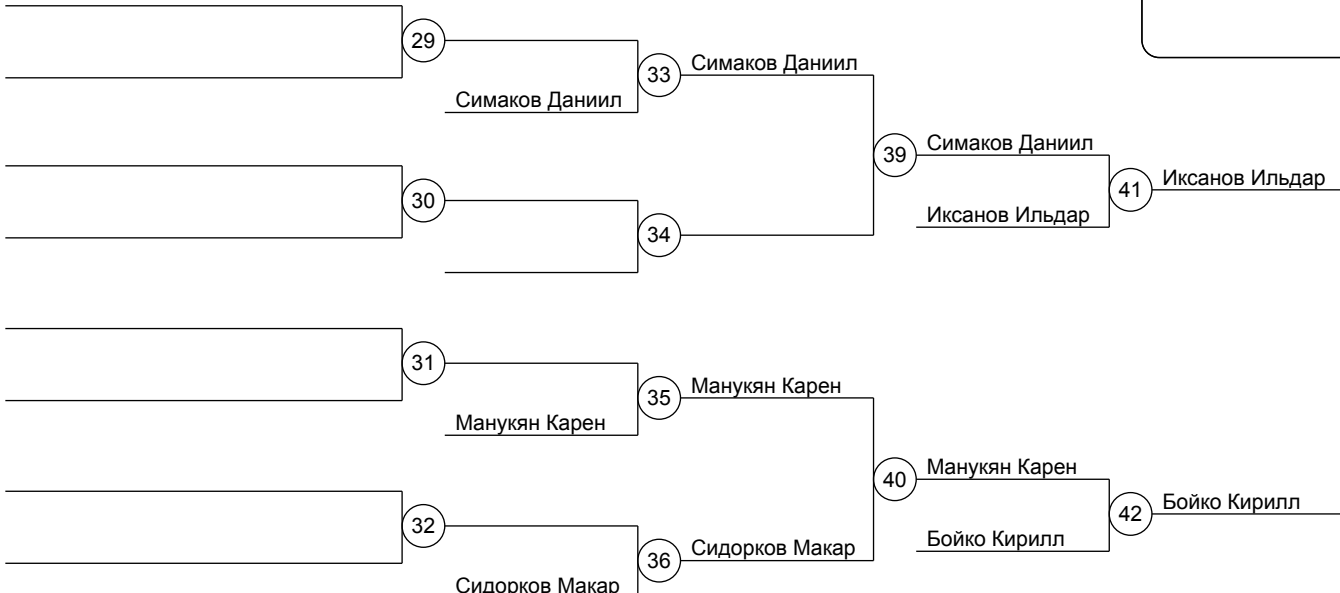 29
Симаков Даниил
33
Симаков Даниил
39
Симаков Даниил
Иксанов Ильдар
41
Иксанов Ильдар
30
34
31
Манукян Карен
35
Манукян Карен
40
Манукян Карен
Бойко Кирилл
42
Бойко Кирилл
32
Сидорков Макар
36
Сидорков Макар